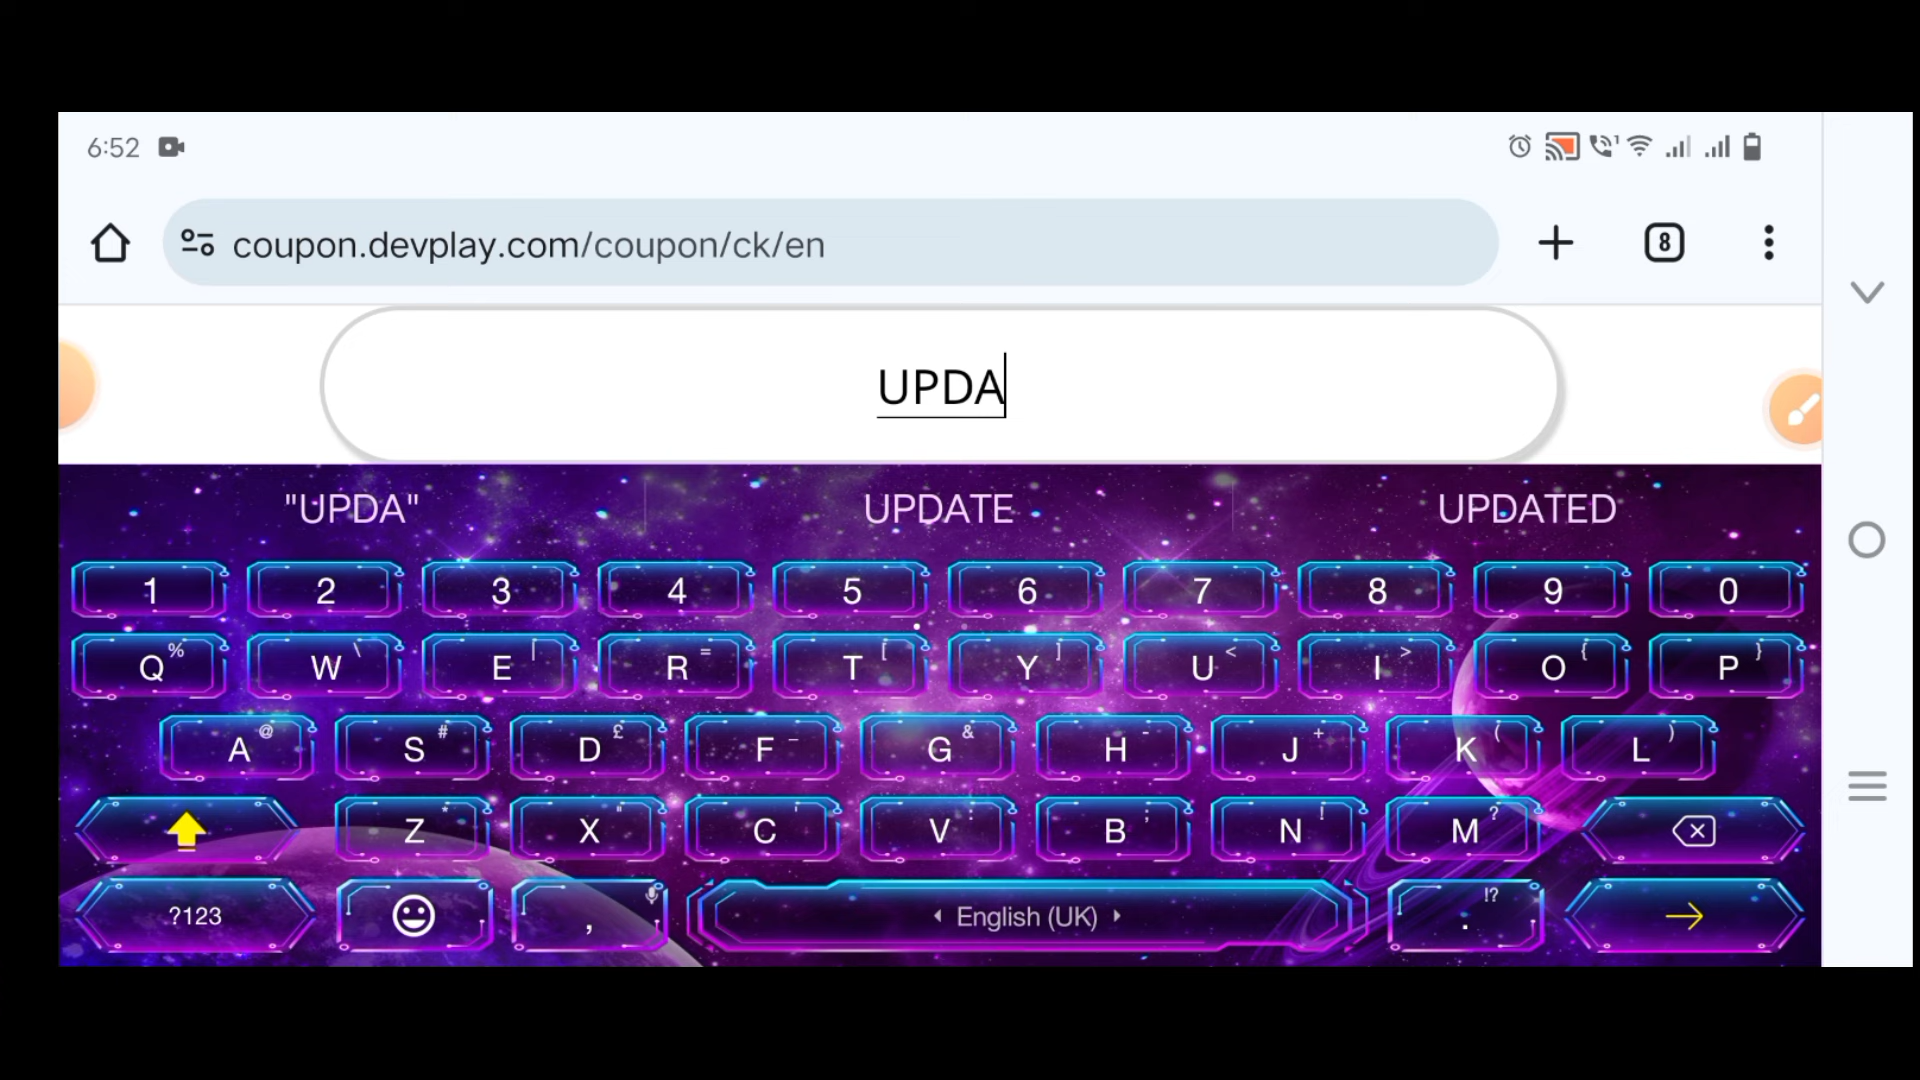 6:52
coupon.devplay.com/coupon/ck/en
8
UPDA
"UPDA" UPDATE UPDATED
1 2 3 4 5 6 7 8 9 0
Q % W \ E | R = T [ Y ] U < I > O { P }
A @ S # D £ F _ G & H - J + K ( L )
Z * X " C ' V : B ; N ! M ?
?123 , English (UK) . !?